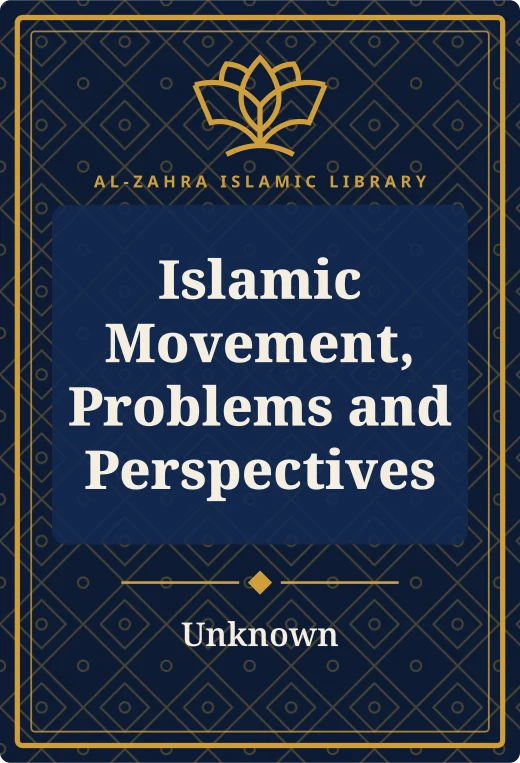 AL-ZAHRA ISLAMIC LIBRARY
Islamic
Movement,
Problems and
Perspectives
Unknown